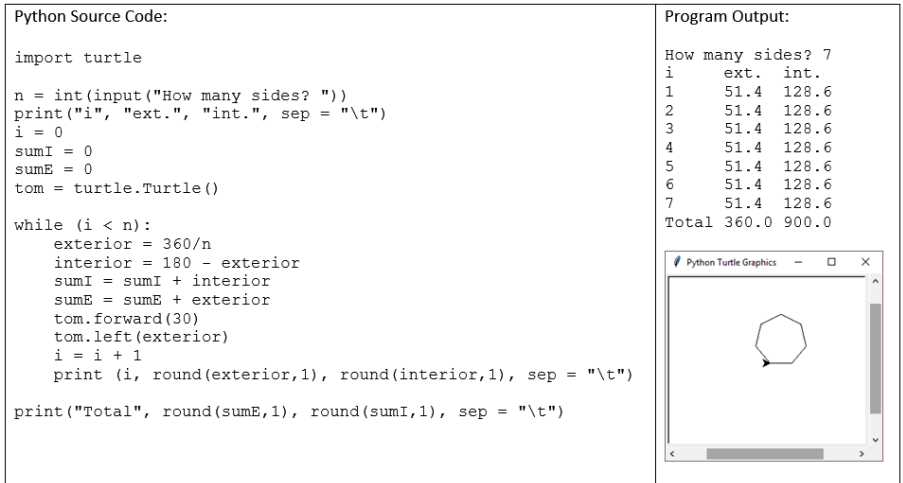 Python Source Code:
import turtle
n = int(input("How many sides? "))
print("i", "ext.", "int.", sep = "\t")
i = 0
sumI = 0
sumE = 0
tom = turtle.Turtle()
while (i < n):
    exterior = 360/n
    interior = 180 - exterior
    sumI = sumI + interior
    sumE = sumE + exterior
    tom.forward(30)
    tom.left(exterior)
    i = i + 1
    print (i, round(exterior,1), round(interior,1), sep = "\t")
print("Total", round(sumE,1), round(sumI,1), sep = "\t")
Program Output:
How many sides? 7
i ext. int.
1 51.4 128.6
2 51.4 128.6
3 51.4 128.6
4 51.4 128.6
5 51.4 128.6
6 51.4 128.6
7 51.4 128.6
Total 360.0 900.0
Python Turtle Graphics